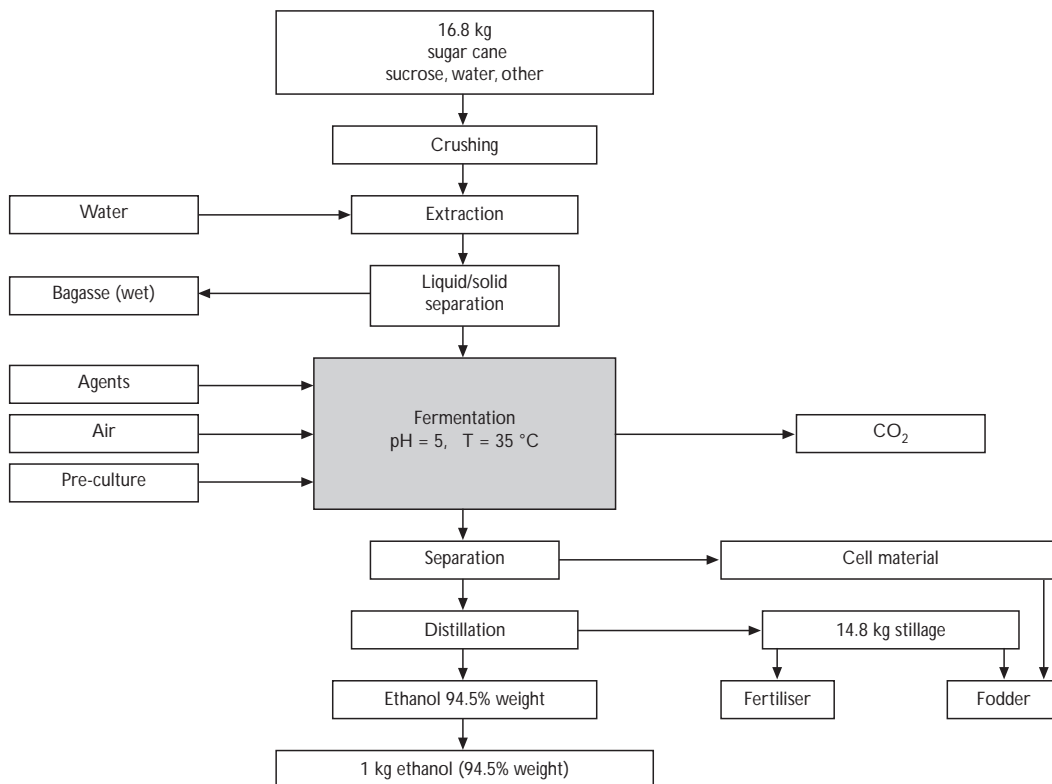 16.8 kg
sugar cane
sucrose, water, other
Crushing
Water
Extraction
Bagasse (wet)
Liquid/solid
separation
Agents
Air
Pre-culture
Fermentation
pH = 5, T = 35 °C
CO₂
Separation
Cell material
Distillation
14.8 kg stillage
Ethanol 94.5% weight
Fertiliser
Fodder
1 kg ethanol (94.5% weight)